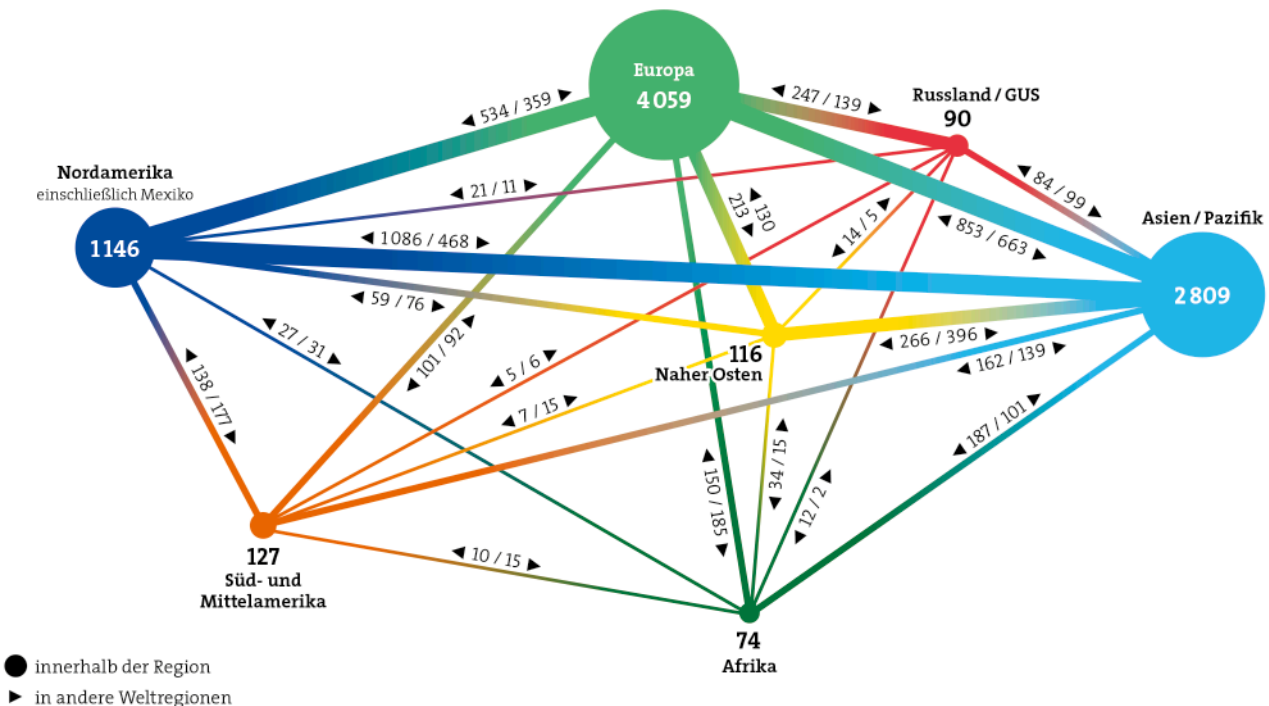 Europa
4 059
247 / 139
Russland / GUS
90
534 / 359
Nordamerika
einschließlich Mexiko
1146
21 / 11
84 / 99
Asien / Pazifik
130
213
14 / 5
853 / 663
1086 / 468
2 809
59 / 76
27 / 31
101 / 92
266 / 396
116
Naher Osten
162 / 139
138 / 177
5 / 6
7 / 15
187 / 101
150 / 185
34 / 15
12 / 2
127
Süd- und
Mittelamerika
10 / 15
74
Afrika
innerhalb der Region
in andere Weltregionen